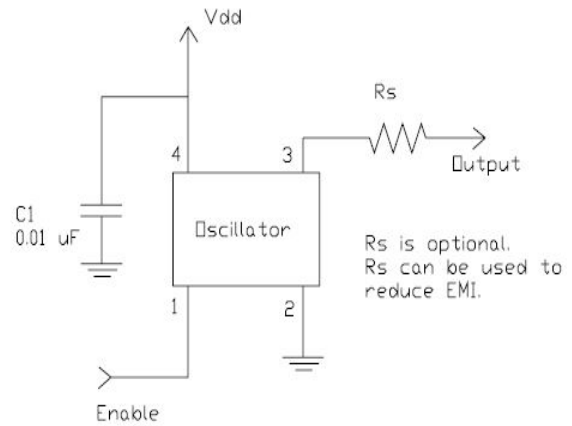 Vdd
Rs
4
3
Output
C1
0.01 uF
Oscillator
Rs is optional.
Rs can be used to
reduce EMI.
1
2
Enable